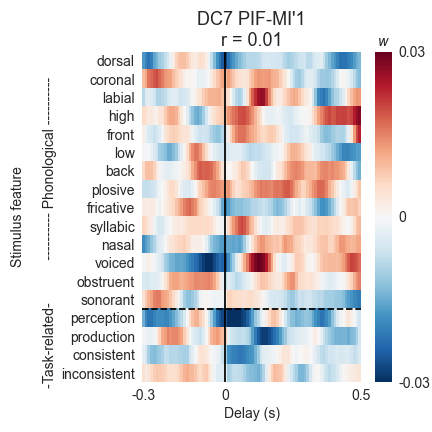 DC7 PIF-MI'1
r = 0.01
w
Stimulus feature
---------- Phonological ----------
-Task-related-
dorsal
coronal
labial
high
front
low
back
plosive
fricative
syllabic
nasal
voiced
obstruent
sonorant
perception
production
consistent
inconsistent
-0.3
0
0.5
Delay (s)
0.03
0
-0.03